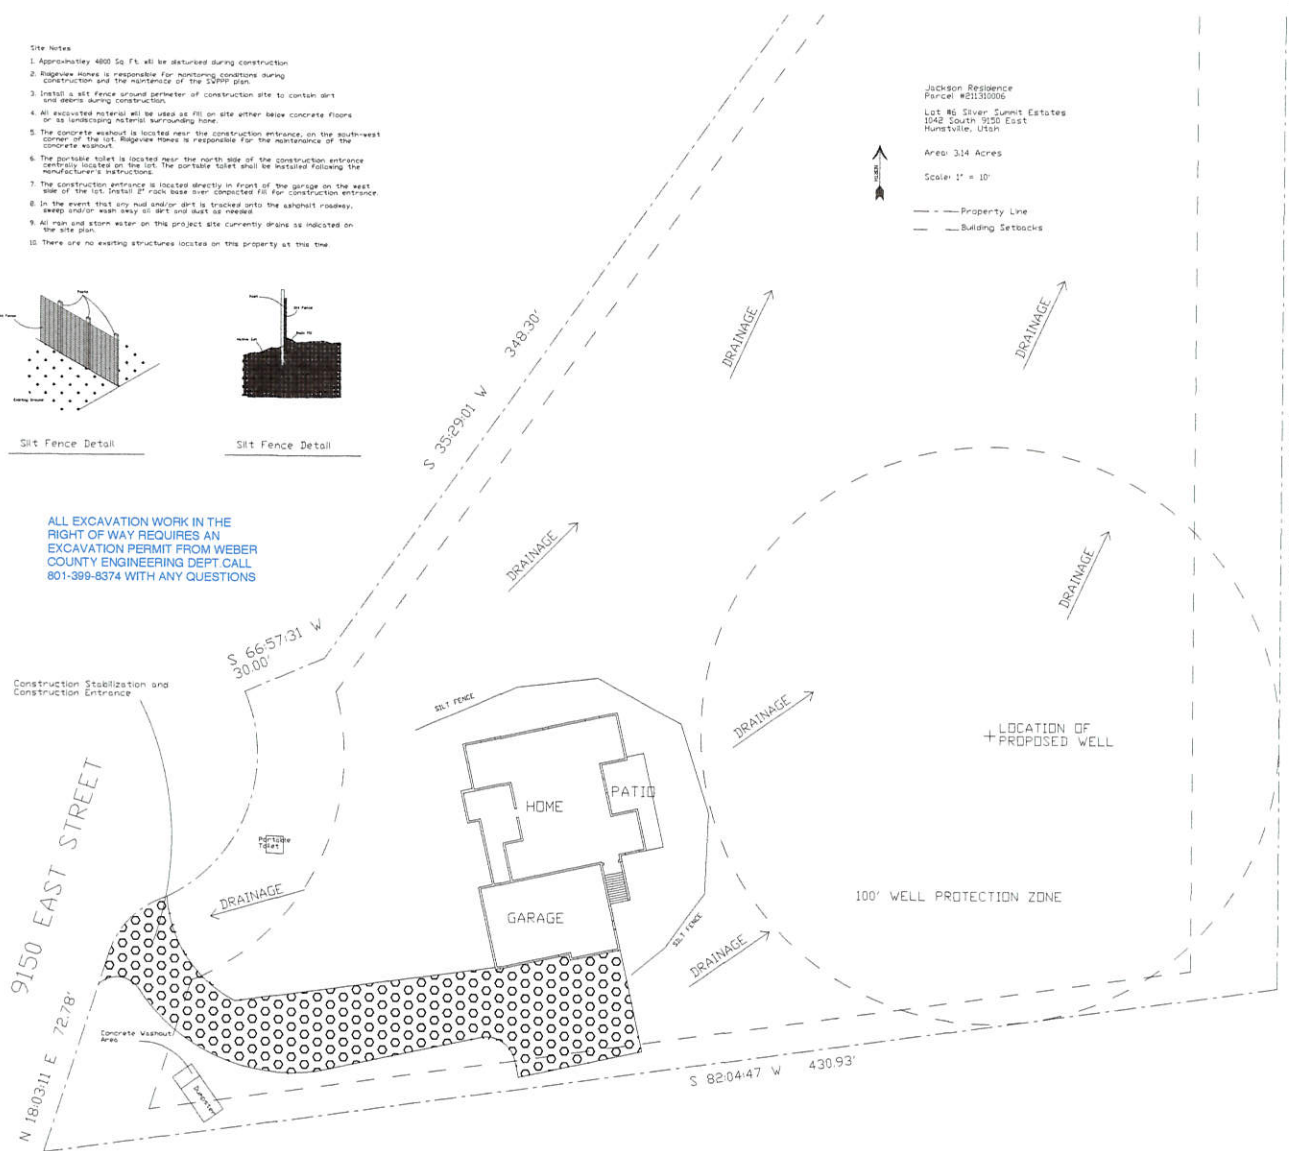 Site Notes
1. Approximatley 4800 Sq. Ft. will be disturbed during construction
2. Ridgeview Homes is responsible for monitoring conditions during
construction and the maintenace of the SWPPP plan.
3. Install a silt fence around perimeter of construction site to contain dirt
and debris during construction.
4. All excavated material will be used as fill on site either below concrete floors
or as landscaping material surrounding home.
5. The concrete washout is located near the construction entrance, on the south-west
corner of the lot. Ridgeview Homes is responsible for the maintenance of the
concrete washout.
6. The portable toilet is located near the north side of the construction entrance
centrally located on the lot. The portable toilet shall be installed following the
manufacturer's instructions.
7. The construction entrance is located directly in front of the garage on the west
side of the lot. Install 2" rock base over compacted fill for construction entrance.
8. In the event that any mud and/or dirt is tracked onto the ashphalt roadway,
sweep and/or wash away all dirt and dust as needed.
9. All rain and storm water on this project site currently drains as indicated on
the site plan.
10. There are no exsiting structures located on this property at this time.
Jackson Residence
Parcel #211310006
Lot #6 Silver Summit Estates
1042 South 9150 East
Hunstville, Utah
Area: 3.14 Acres
Scale: 1" = 10'
Property Line
Building Setbacks
Posts
Existing Ground
Silt Fence Detail
Post
Silt Fence
Silt Fence Detail
ALL EXCAVATION WORK IN THE
RIGHT OF WAY REQUIRES AN
EXCAVATION PERMIT FROM WEBER
COUNTY ENGINEERING DEPT.CALL
801-399-8374 WITH ANY QUESTIONS
S 35:29:01 W 348.30'
DRAINAGE
DRAINAGE
DRAINAGE
DRAINAGE
S 66:57:31 W
30.00'
Construction Stabilization and
Construction Entrance
SILT FENCE
DRAINAGE
LOCATION OF
PROPOSED WELL
HOME
PATIO
9150 EAST STREET
Portable
Toilet
DRAINAGE
GARAGE
100' WELL PROTECTION ZONE
SILT FENCE
DRAINAGE
N 18:03:11 E 72.78'
Concrete Washout
Area
Dumpster
S 82:04:47 W 430.93'